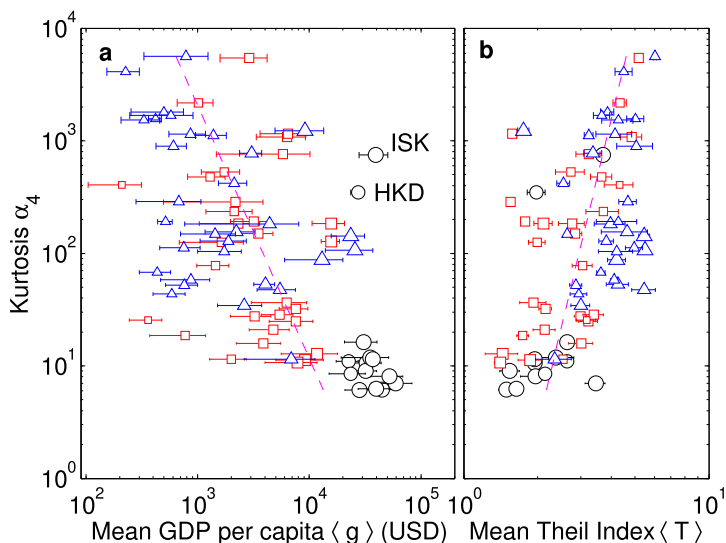 10^4
10^3
10^2
10^1
10^0
Kurtosis α_4
a
ISK
HKD
b
10^2
10^3
10^4
10^5
10^0
10^1
Mean GDP per capita ⟨ g ⟩ (USD)
Mean Theil Index ⟨ T ⟩